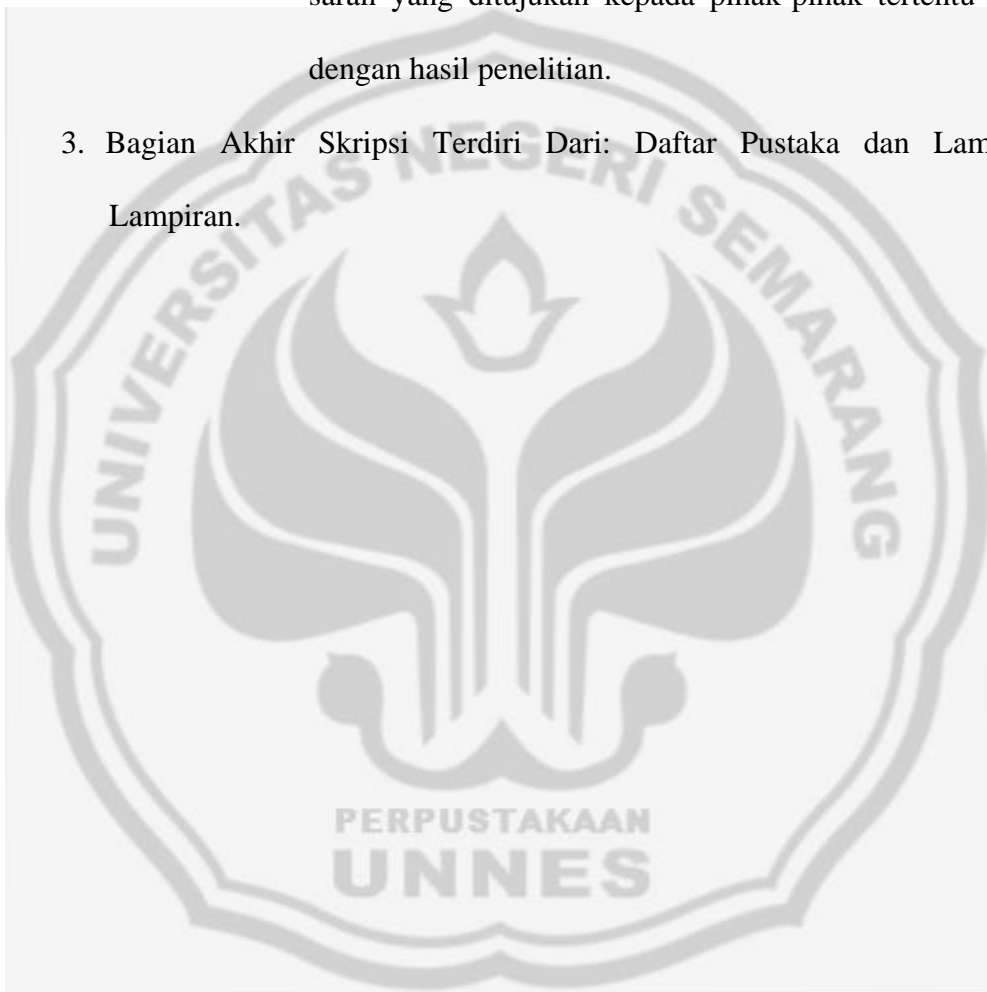 saran yang ditujukan kepada pihak-pihak tertentu
dengan hasil penelitian.
3. Bagian Akhir Skripsi Terdiri Dari: Daftar Pustaka dan Lam
Lampiran.
UNIVERSITAS NEGERI SEMARANG
PERPUSTAKAAN
UNNES